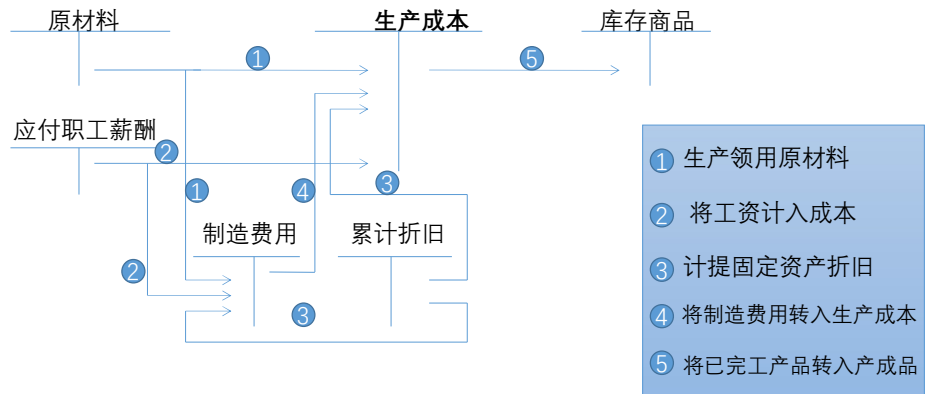 原材料
生产成本
库存商品
1
5
应付职工薪酬
2
1
4
3
制造费用
累计折旧
2
3
1 生产领用原材料
2 将工资计入成本
3 计提固定资产折旧
4 将制造费用转入生产成本
5 将已完工产品转入产成品